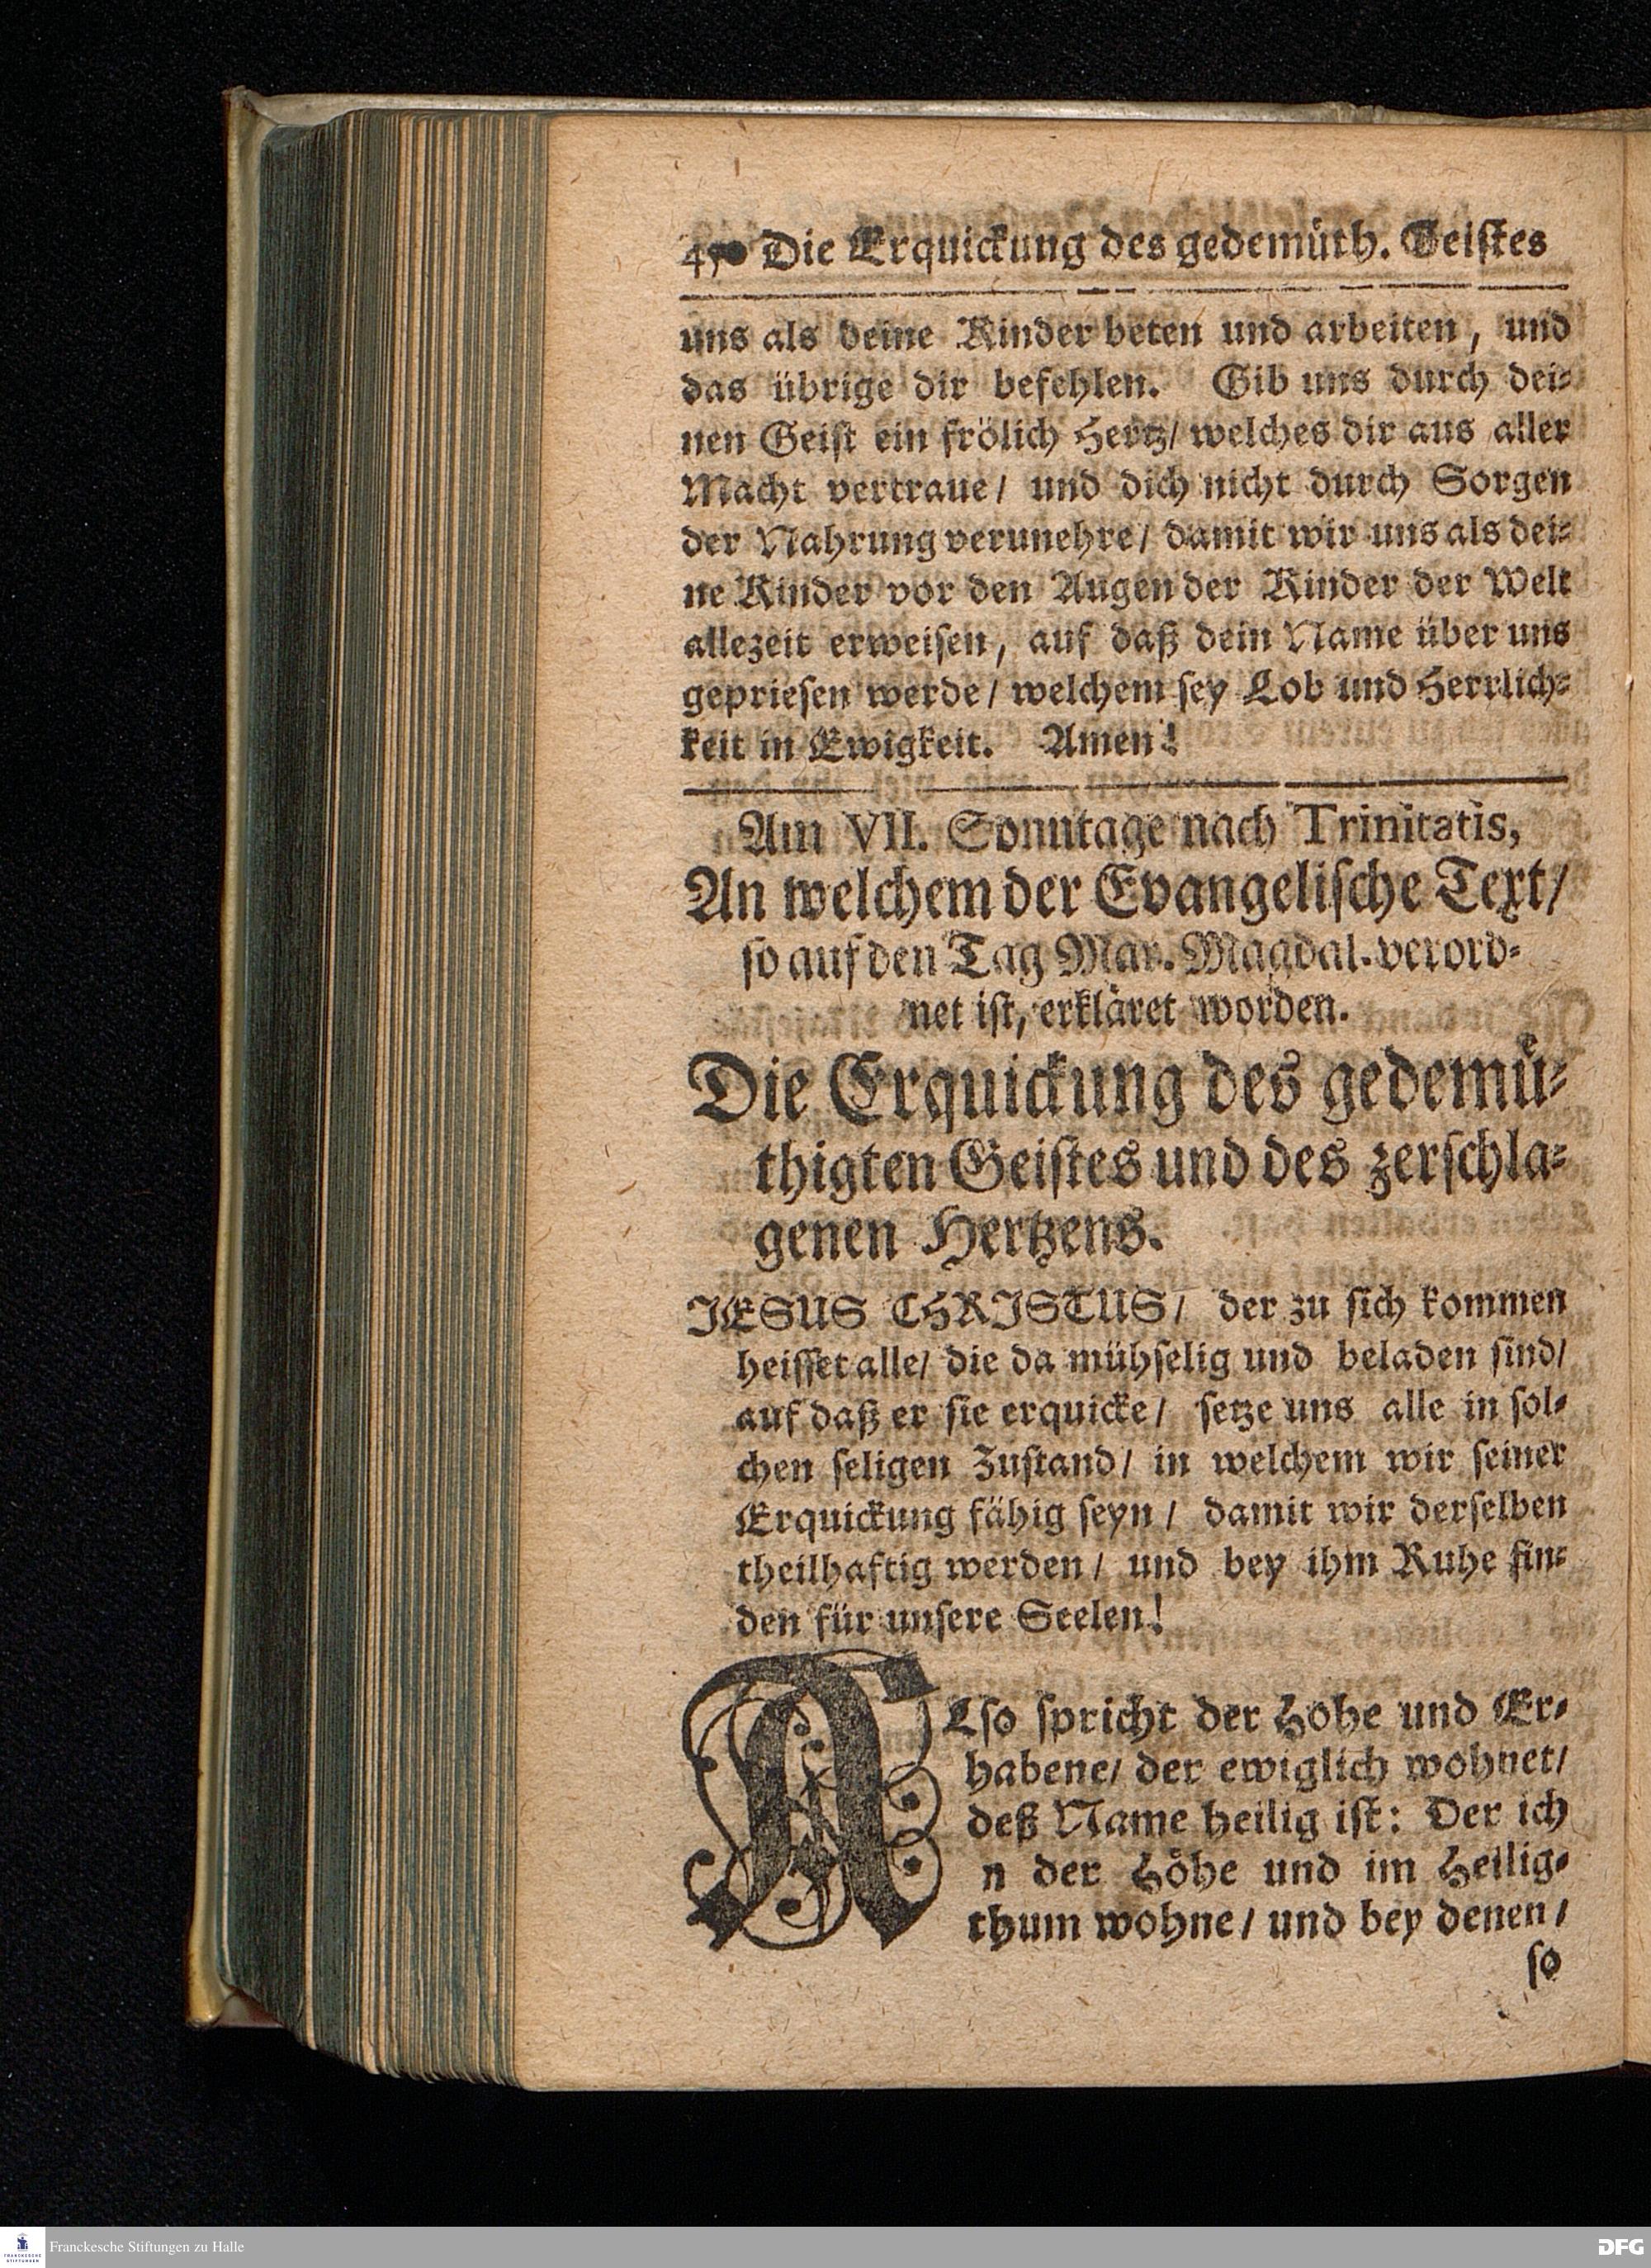 470 Die Erquickung des gedemüth. Geistes
uns als deine Kinder beten und arbeiten, und
das übrige dir befehlen. Gib uns durch dei-
nen Geist ein frölich Hertz/ welches dir aus aller
Macht vertraue/ und dich nicht durch Sorgen
der Nahrung verunehre/ damit wir uns als dei-
ne Kinder vor den Augen der Kinder der Welt
allezeit erweisen, auf daß dein Name über uns
gepriesen werde/ welchem sey Lob und Herrlich-
keit in Ewigkeit. Amen!
Am VII. Sonntage nach Trinitatis,
An welchem der Evangelische Text/
so auf den Tag Mar. Magdal. verord-
net ist, erkläret worden.
Die Erquickung des gedemü-
thigten Geistes und des zerschla-
genen Hertzens.
JESUS CHRISTUS/ der zu sich kommen
heisset alle/ die da mühselig und beladen sind/
auf daß er sie erquicke/ setze uns alle in sol-
chen seligen Zustand/ in welchem wir seiner
Erquickung fähig seyn/ damit wir derselben
theilhaftig werden/ und bey ihm Ruhe fin-
den für unsere Seelen!
ALso spricht der Hohe und Er-
habene/ der ewiglich wohnet/
deß Name heilig ist: Der ich
n der Höhe und im Heilig-
thum wohne/ und bey denen/
so
FRANCKESCHE STIFTUNGEN
Franckesche Stiftungen zu Halle
DFG